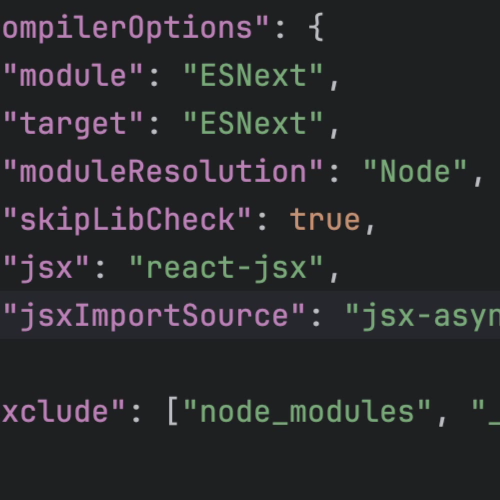 ompilerOptions": {
"module": "ESNext",
"target": "ESNext",
"moduleResolution": "Node",
"skipLibCheck": true,
"jsx": "react-jsx",
"jsxImportSource": "jsx-asyn
xclude": ["node_modules", "_